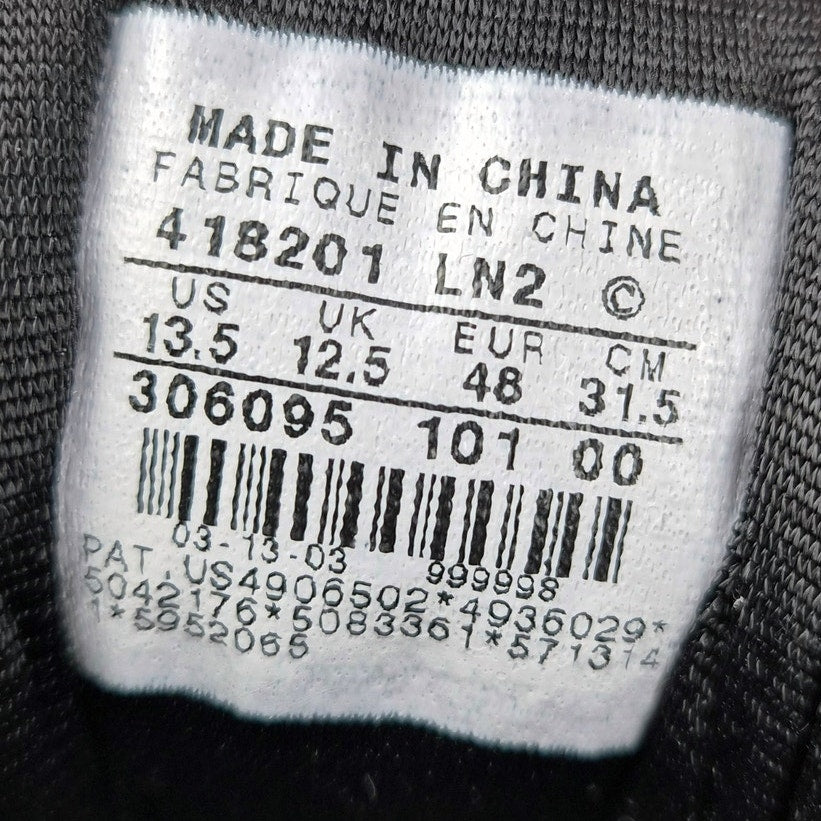 MADE IN CHINA
FABRIQUE EN CHINE
418201 LN2 ©
US UK EUR CM
13.5 12.5 48 31.5
306095 101 00
03-13-03 999998
PAT.US4906502*4936029*
5042176*5083361*571314
1*5952065